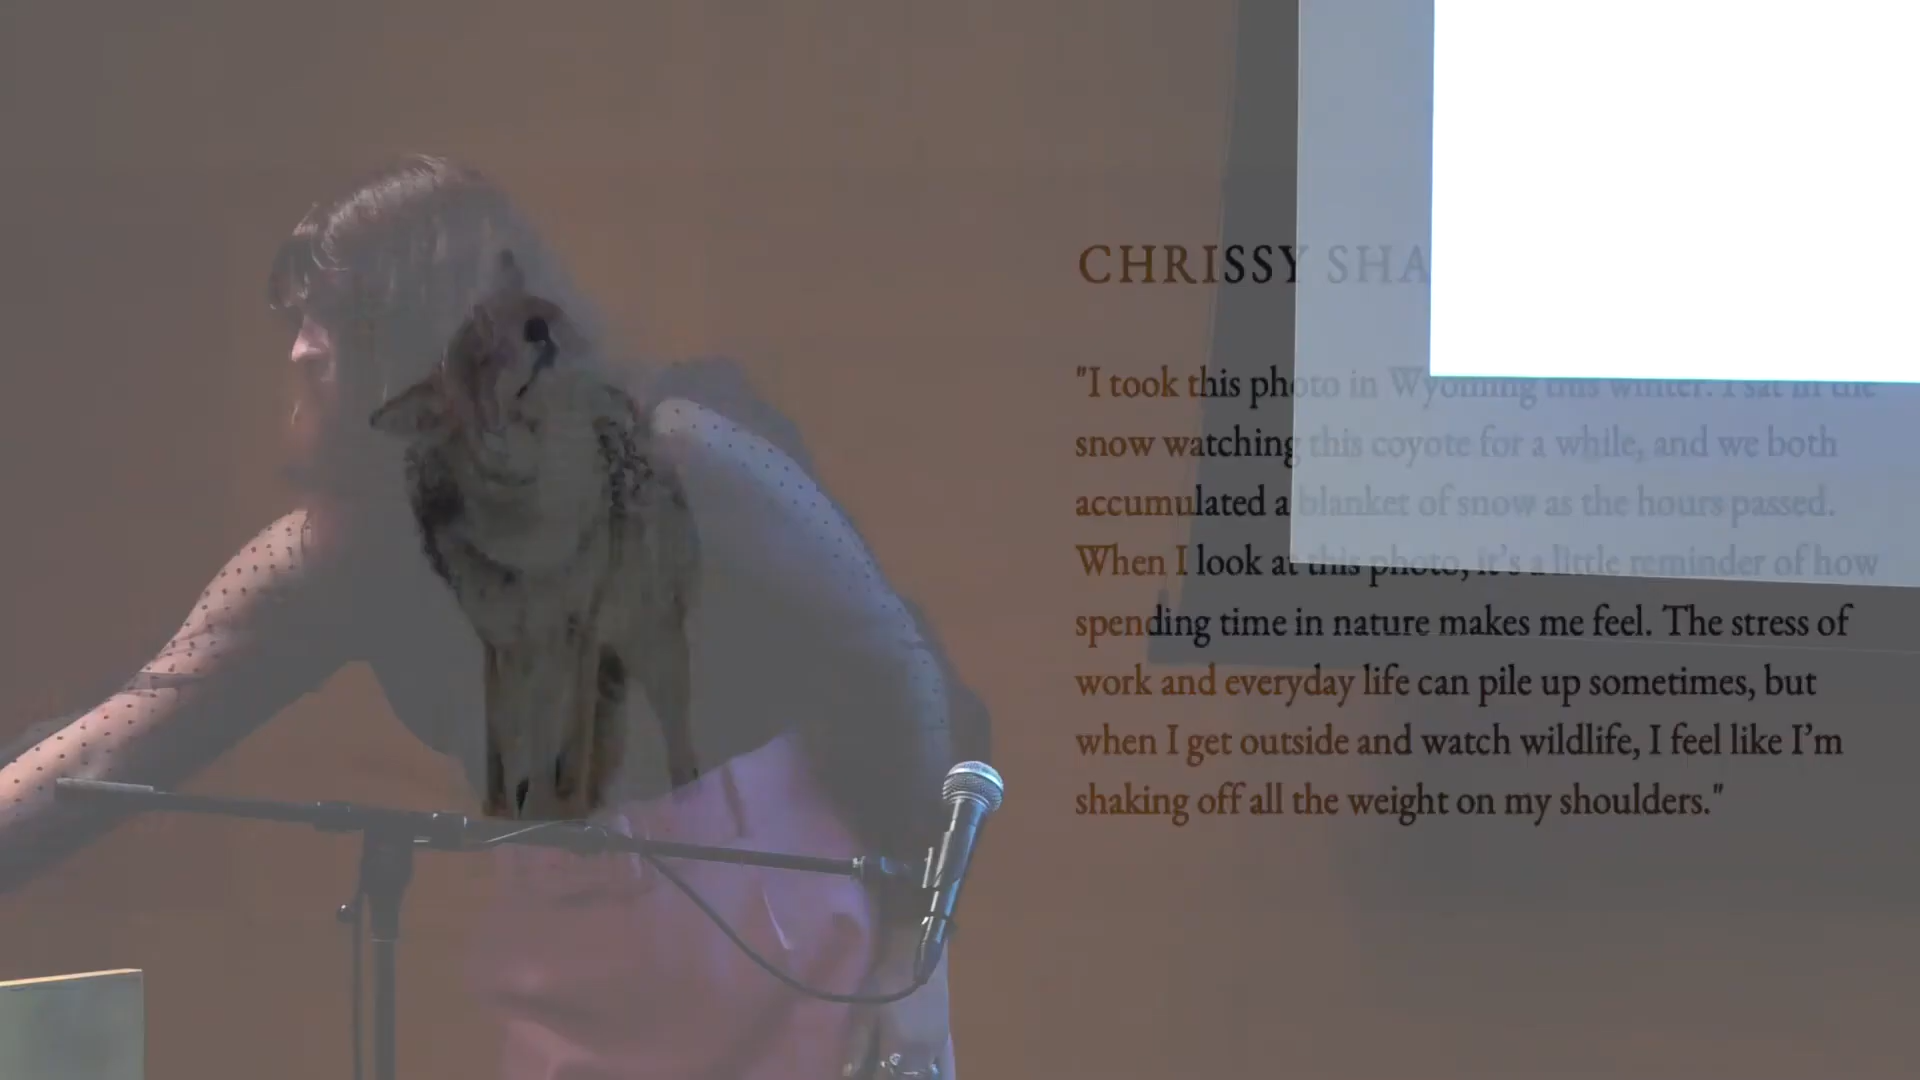 CHRISSY SHA
"I took this photo in Wyoming this winter. I sat in the
snow watching this coyote for a while, and we both
accumulated a blanket of snow as the hours passed.
When I look at this photo, it's a little reminder of how
spending time in nature makes me feel. The stress of
work and everyday life can pile up sometimes, but
when I get outside and watch wildlife, I feel like I'm
shaking off all the weight on my shoulders."